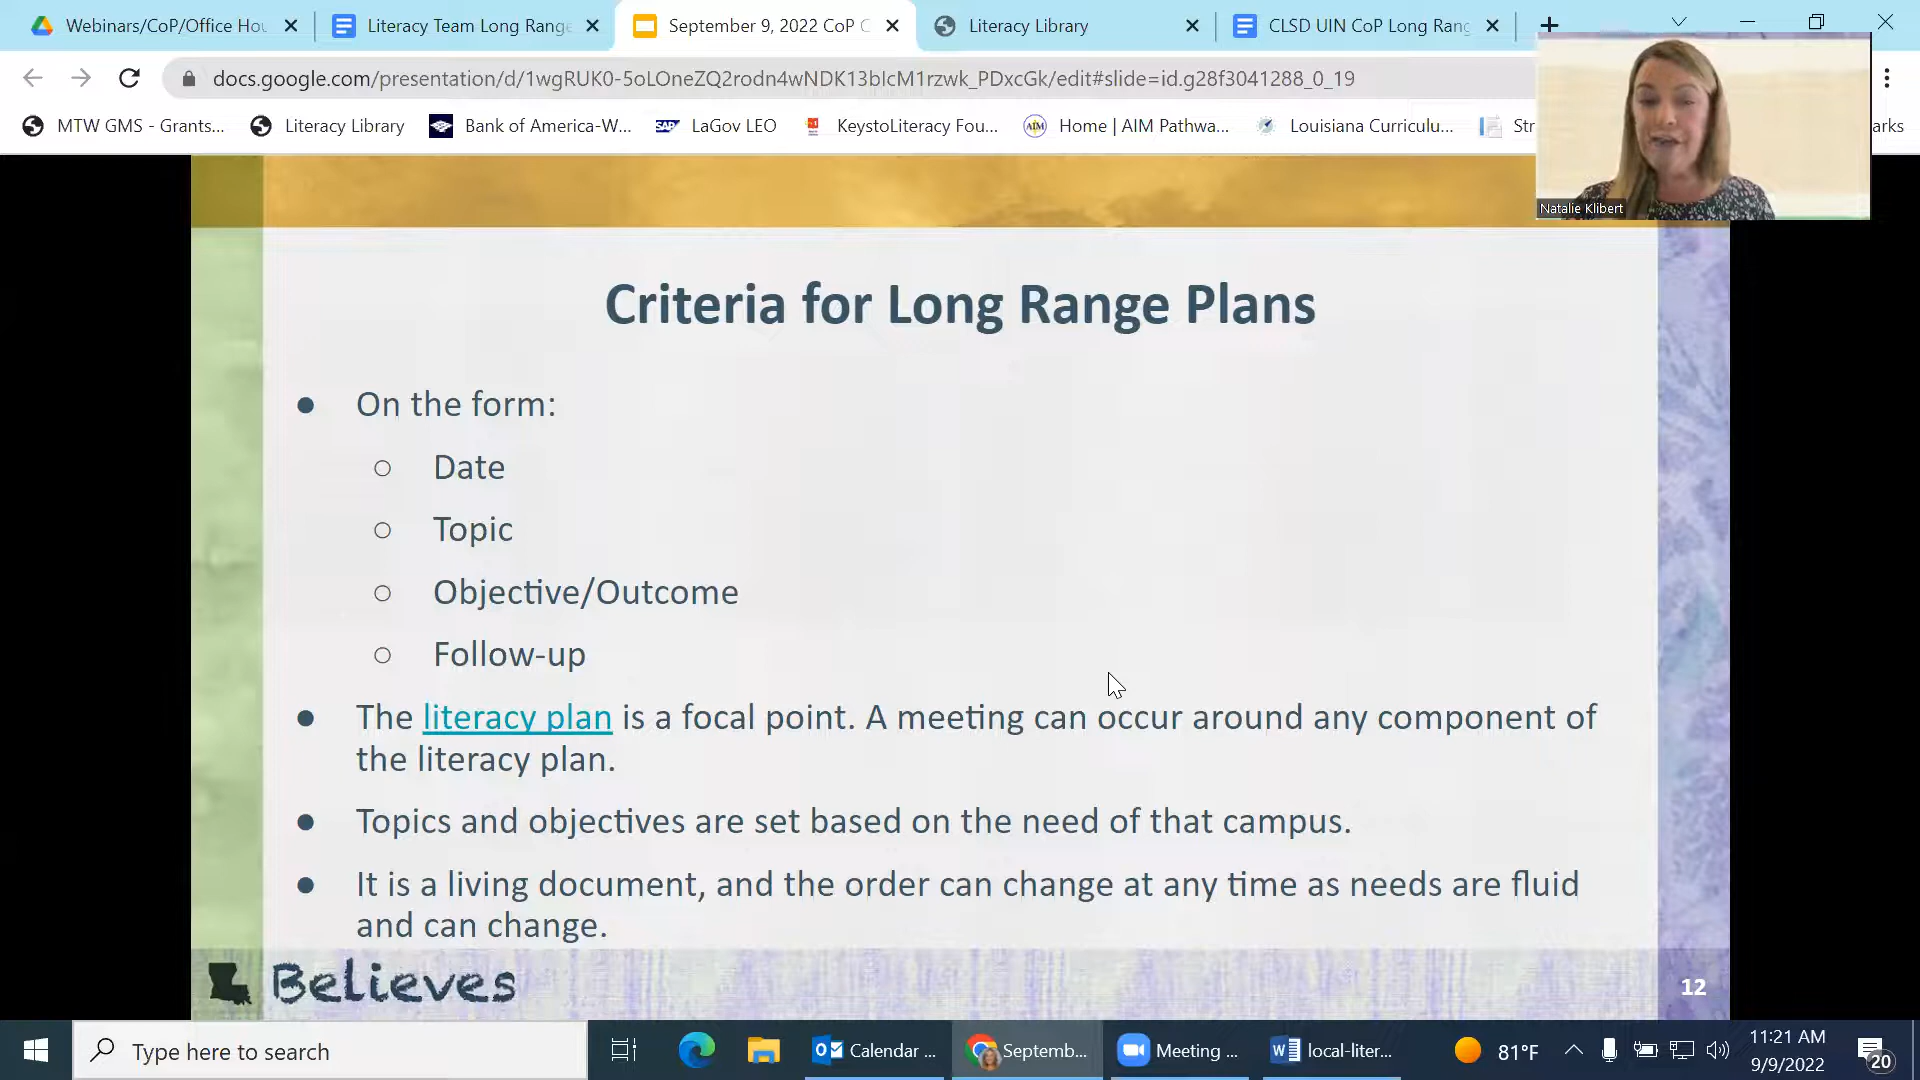 Webinars/CoP/Office Hou
Literacy Team Long Range
September 9, 2022 CoP C
Literacy Library
CLSD UIN CoP Long Rang
docs.google.com/presentation/d/1wgRUK0-5oLOneZQ2rodn4wNDK13blcM1rzwk_PDxcGk/edit#slide=id.g28f3041288_0_19
MTW GMS - Grants...
Literacy Library
Bank of America-W...
SAP
LaGov LEO
KeystoLiteracy Fou...
AIM
Home | AIM Pathwa...
Louisiana Curriculu...
Str
arks
Natalie Klibert
Criteria for Long Range Plans
● On the form:
○ Date
○ Topic
○ Objective/Outcome
○ Follow-up
● The literacy plan is a focal point. A meeting can occur around any component of
the literacy plan.
● Topics and objectives are set based on the need of that campus.
● It is a living document, and the order can change at any time as needs are fluid
and can change.
Believes
12
Type here to search
Calendar ...
Septemb...
Meeting ...
local-liter...
81°F
11:21 AM
9/9/2022
20